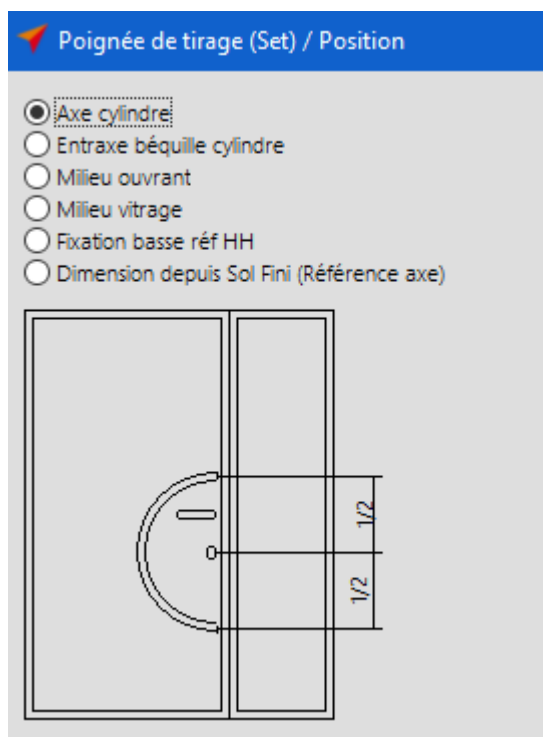 Poignée de tirage (Set) / Position
Axe cylindre
Entraxe béquille cylindre
Milieu ouvrant
Milieu vitrage
Fixation basse réf HH
Dimension depuis Sol Fini (Référence axe)
1/2
1/2